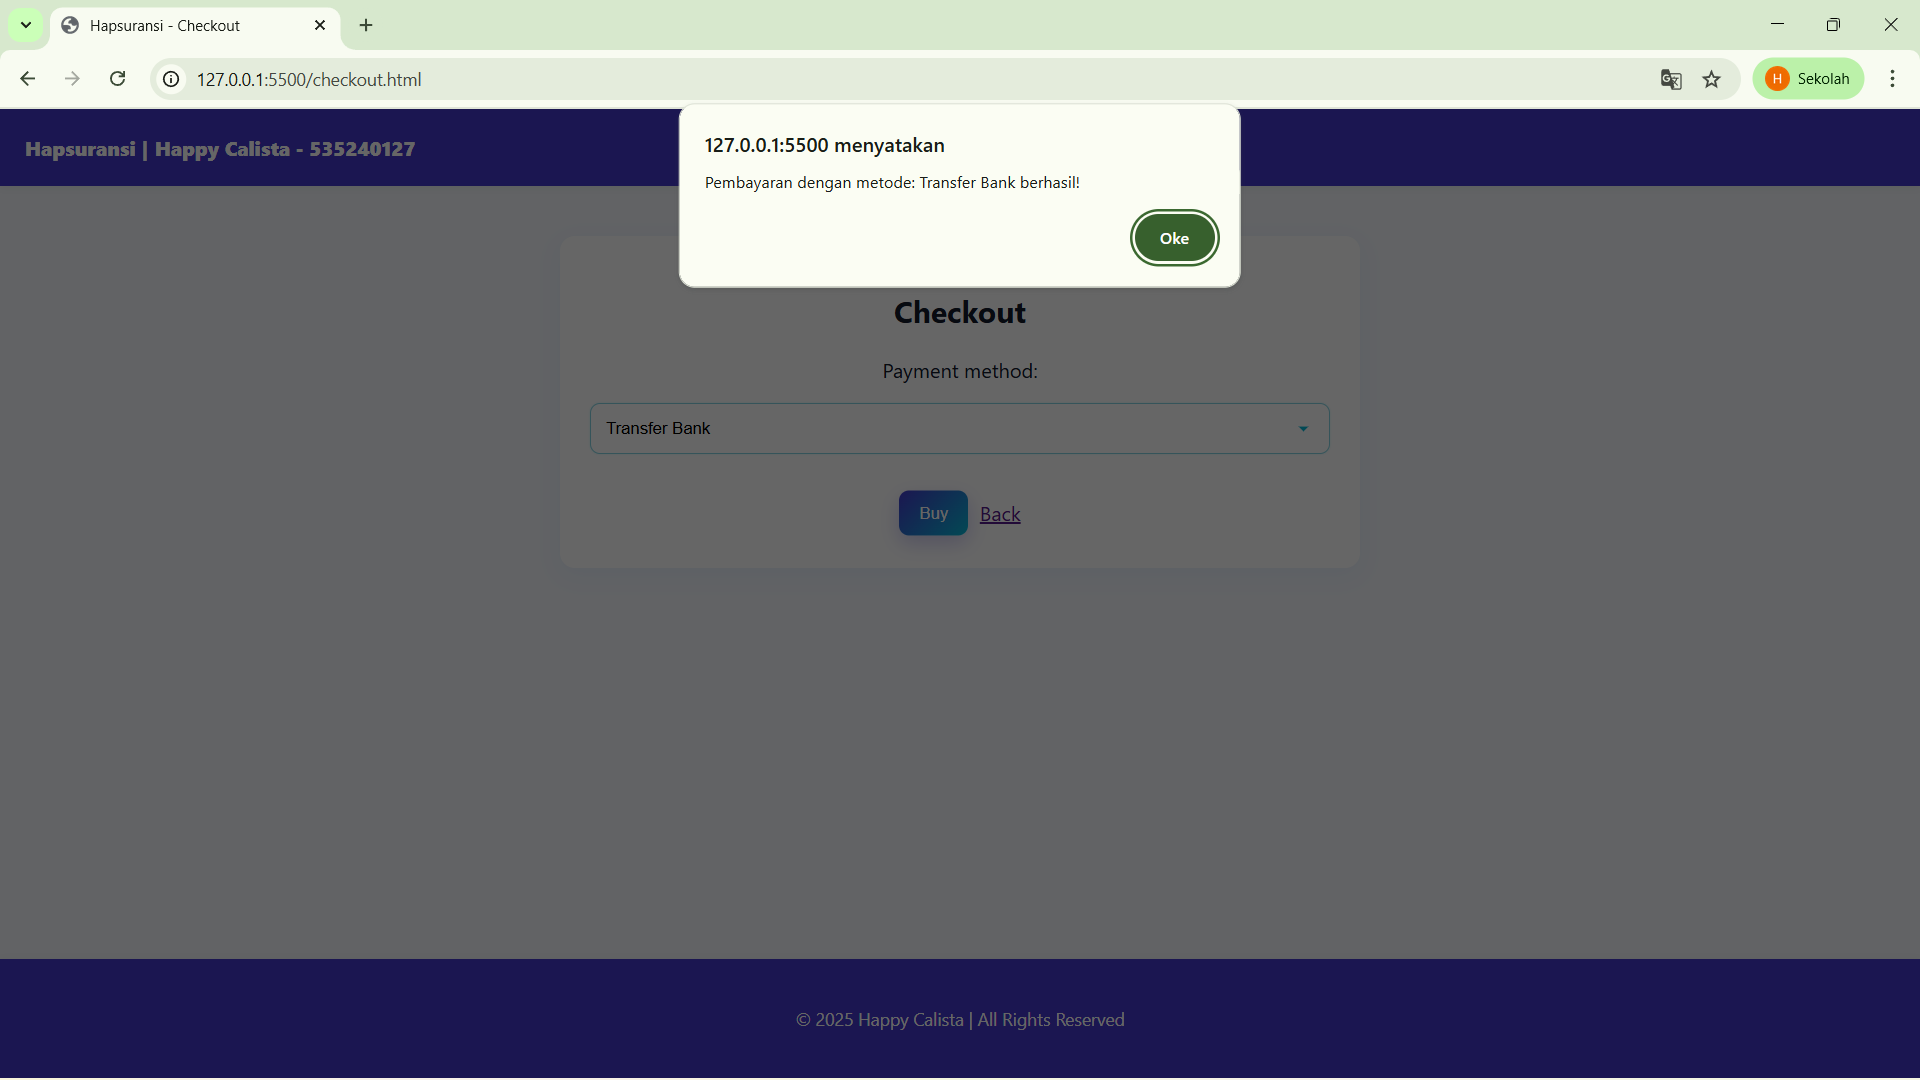 Hapsuransi - Checkout
127.0.0.1:5500/checkout.html
H Sekolah
Hapsuransi | Happy Calista - 535240127
127.0.0.1:5500 menyatakan
Pembayaran dengan metode: Transfer Bank berhasil!
Oke
Checkout
Payment method:
Transfer Bank
Buy Back
© 2025 Happy Calista | All Rights Reserved